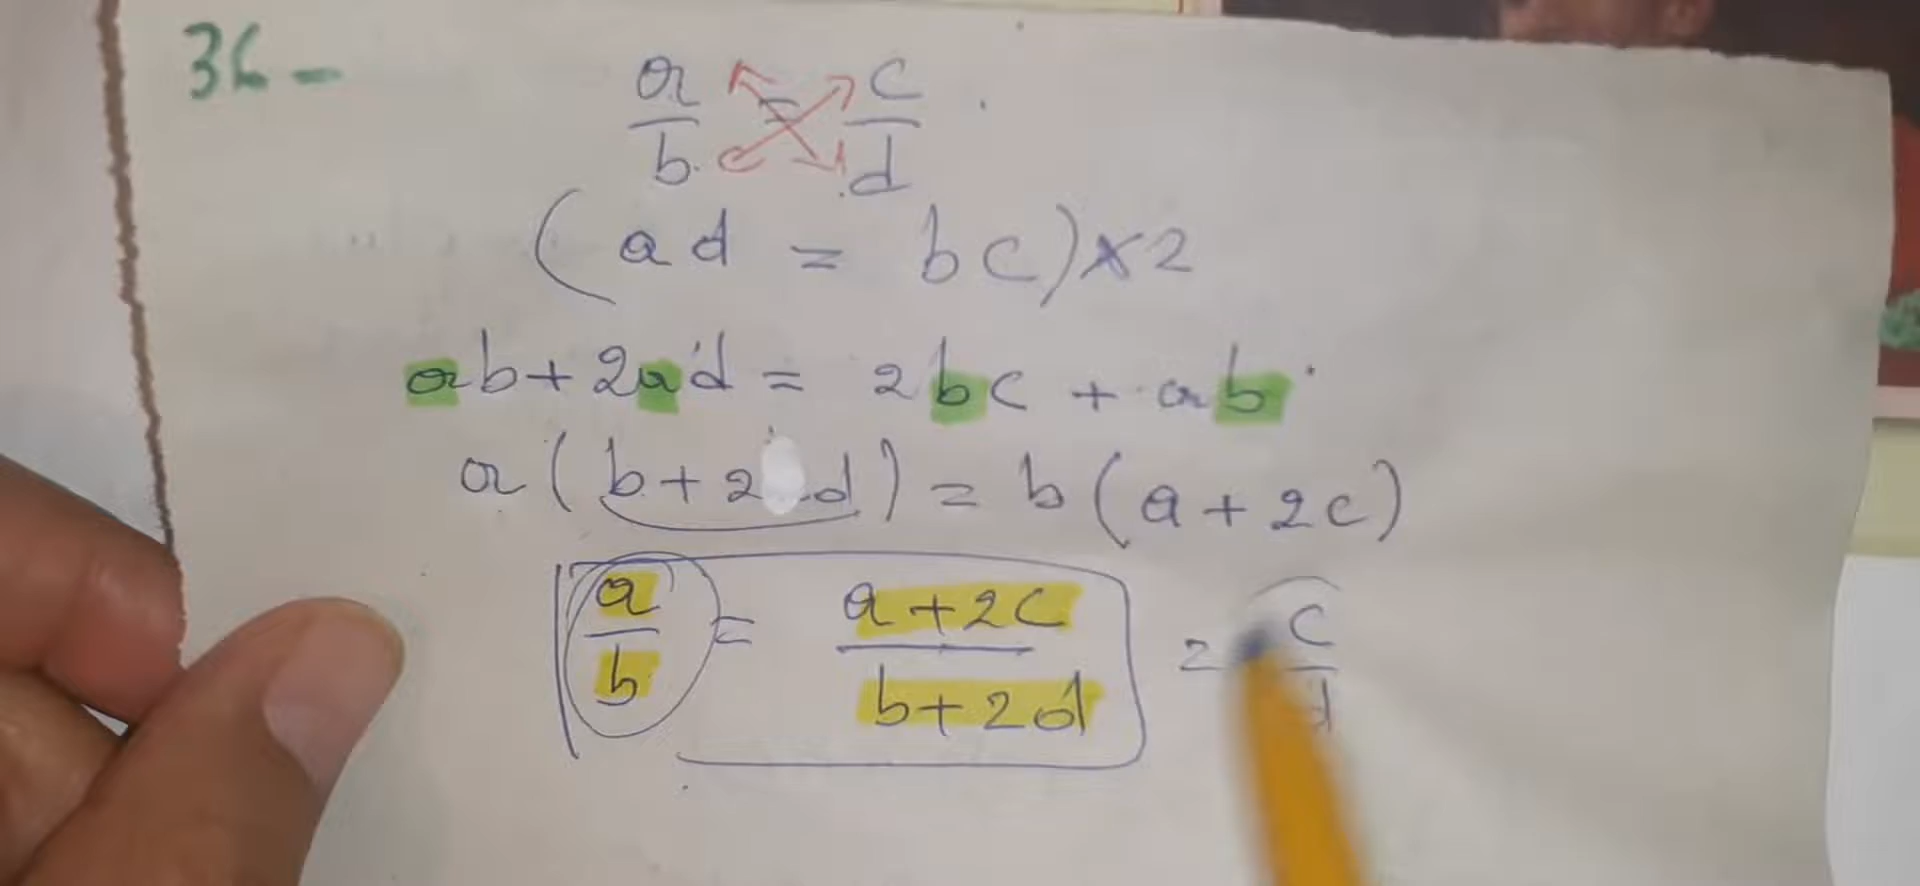 36-
a/b = c/d
(ad = bc)×2
ab+2ad = 2bc + ab
a(b+2d) = b(a+2c)
a/b = a+2c/b+2d = c/d